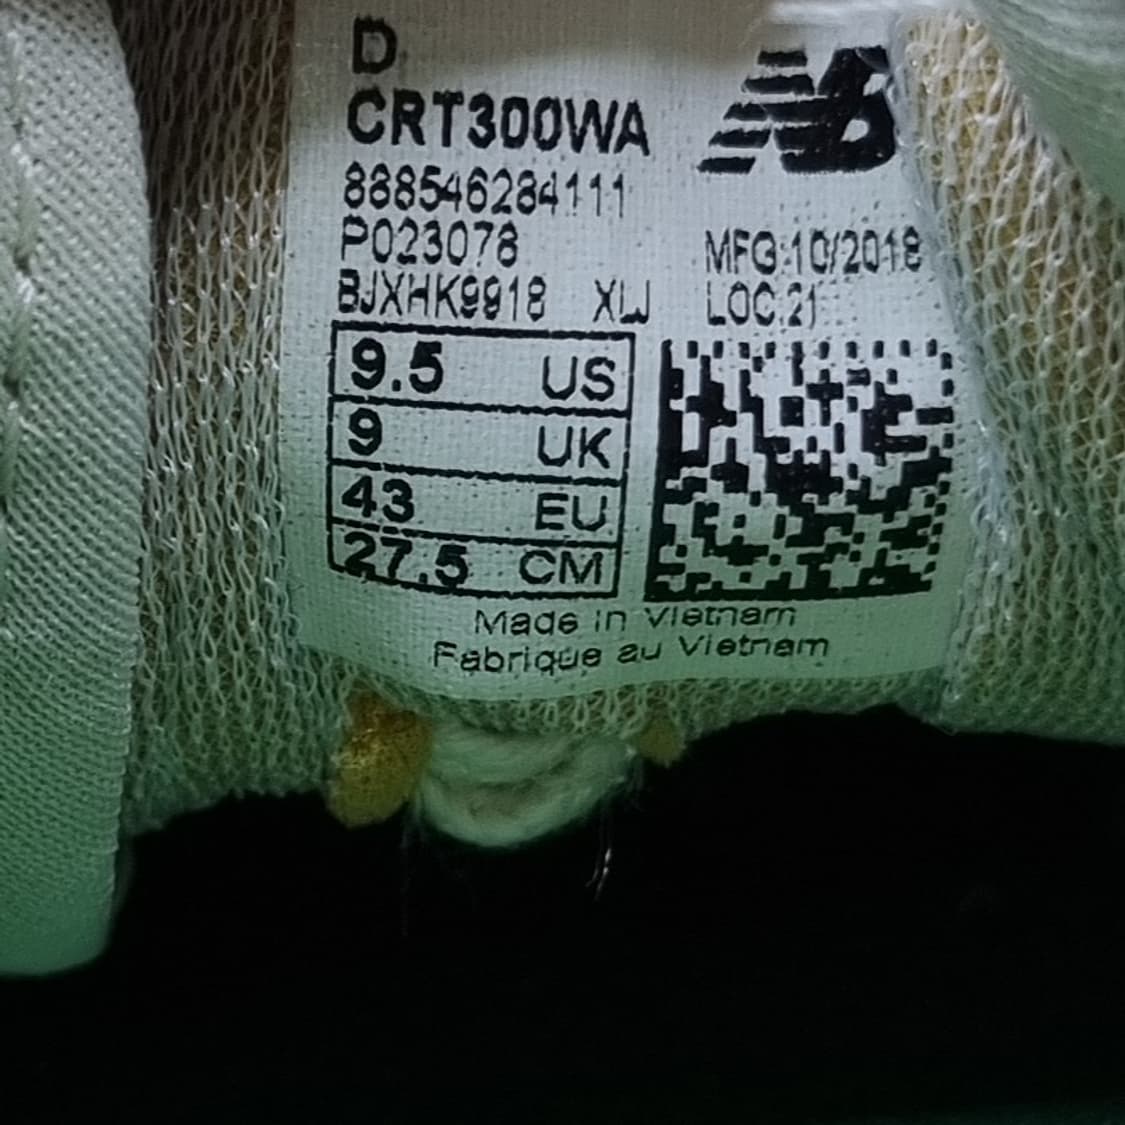 D
CRT300WA
NB
888546284111
P023078
MFG:10/2018
BJXHK9918 XLJ
LOC:21
9.5 US
9 UK
43 EU
27.5 CM
Made in Vietnam
Fabrique au Vietnam